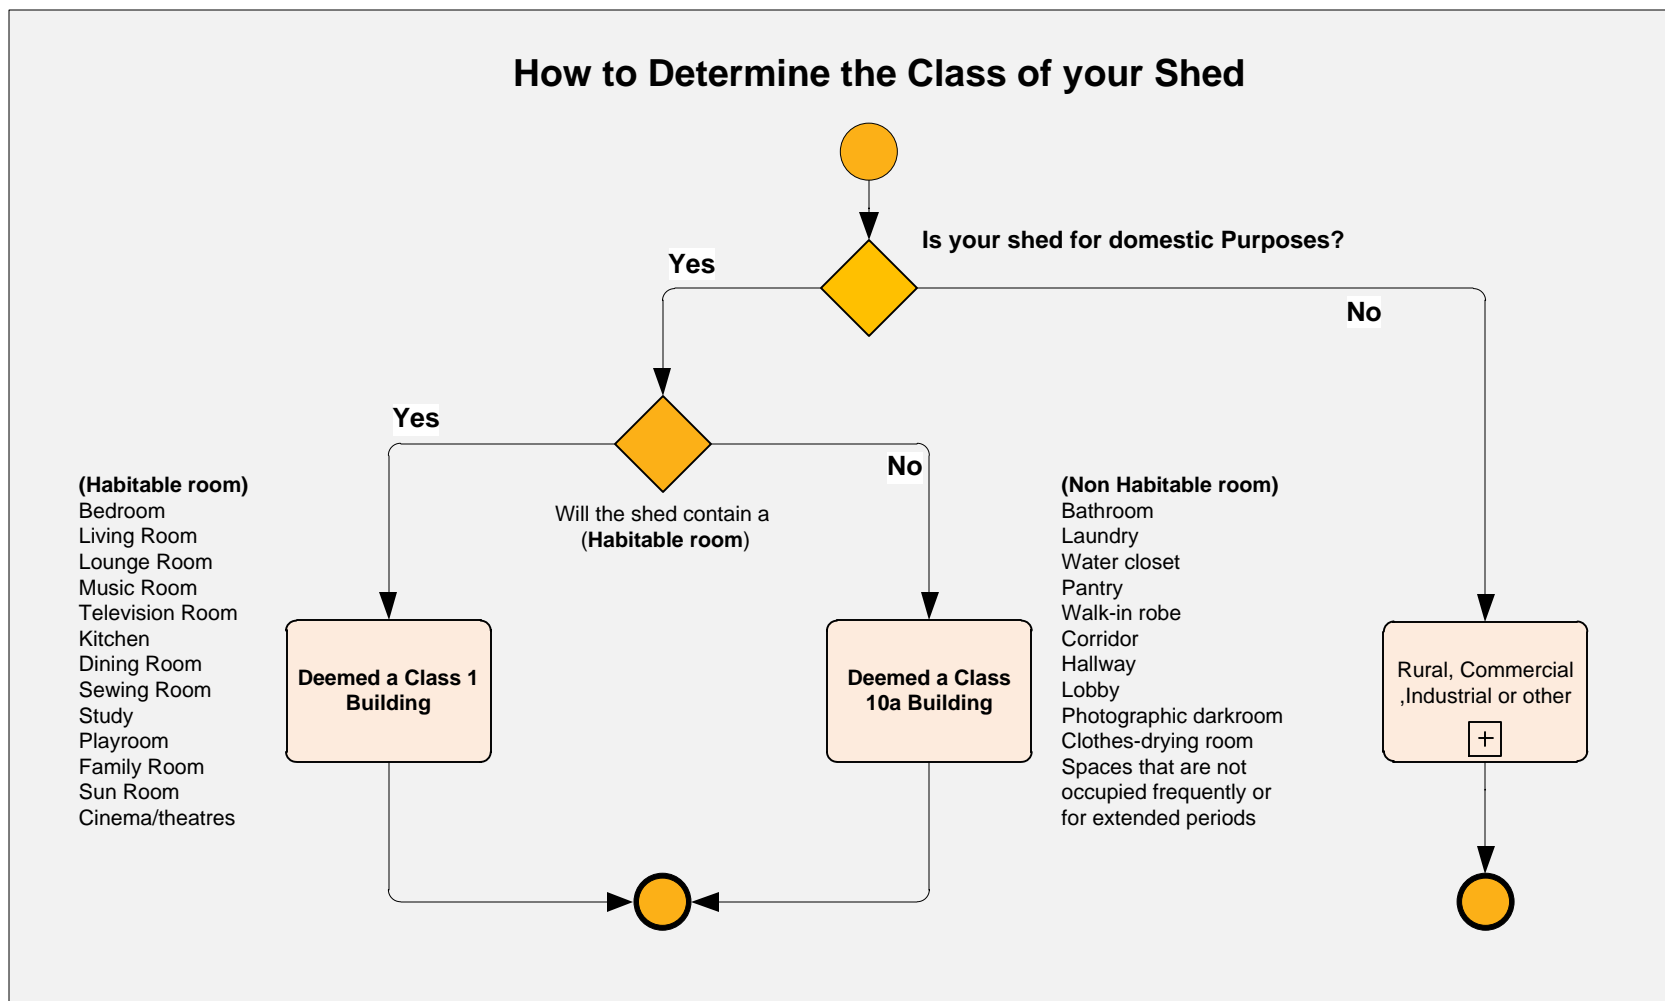 How to Determine the Class of your Shed
Is your shed for domestic Purposes?
Yes
No
Yes
No
Will the shed contain a
(Habitable room)
(Habitable room)
Bedroom
Living Room
Lounge Room
Music Room
Television Room
Kitchen
Dining Room
Sewing Room
Study
Playroom
Family Room
Sun Room
Cinema/theatres
Deemed a Class 1
Building
Deemed a Class
10a Building
(Non Habitable room)
Bathroom
Laundry
Water closet
Pantry
Walk-in robe
Corridor
Hallway
Lobby
Photographic darkroom
Clothes-drying room
Spaces that are not
occupied frequently or
for extended periods
Rural, Commercial
,Industrial or other